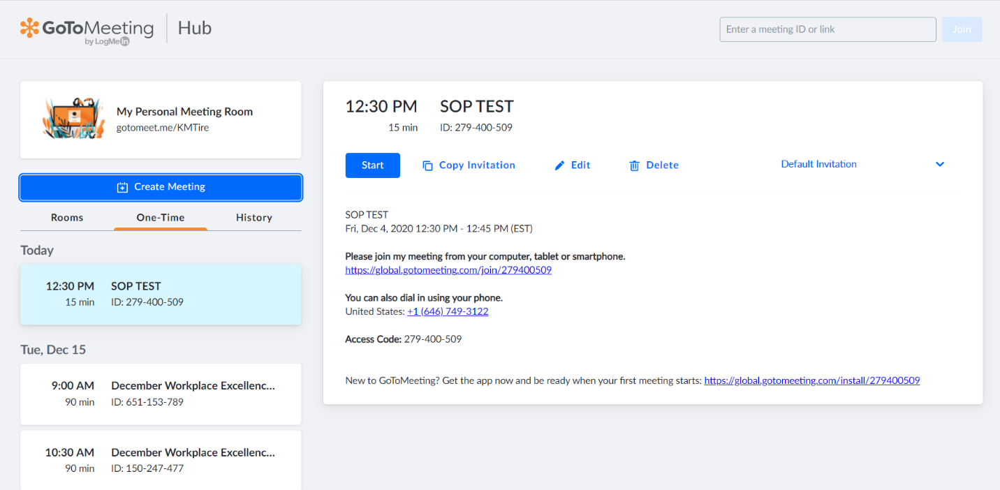 GoToMeeting
by LogMeIn
Hub
Enter a meeting ID or link
Join
My Personal Meeting Room
gotomeet.me/KMTire
Create Meeting
Rooms One-Time History
Today
12:30 PM SOP TEST
15 min ID: 279-400-509
Tue, Dec 15
9:00 AM December Workplace Excellenc...
90 min ID: 651-153-789
10:30 AM December Workplace Excellenc...
90 min ID: 150-247-477
12:30 PM SOP TEST
15 min ID: 279-400-509
Start Copy Invitation Edit Delete Default Invitation
SOP TEST
Fri, Dec 4, 2020 12:30 PM - 12:45 PM (EST)
Please join my meeting from your computer, tablet or smartphone.
https://global.gotomeeting.com/join/279400509
You can also dial in using your phone.
United States: +1 (646) 749-3122
Access Code: 279-400-509
New to GoToMeeting? Get the app now and be ready when your first meeting starts: https://global.gotomeeting.com/install/279400509